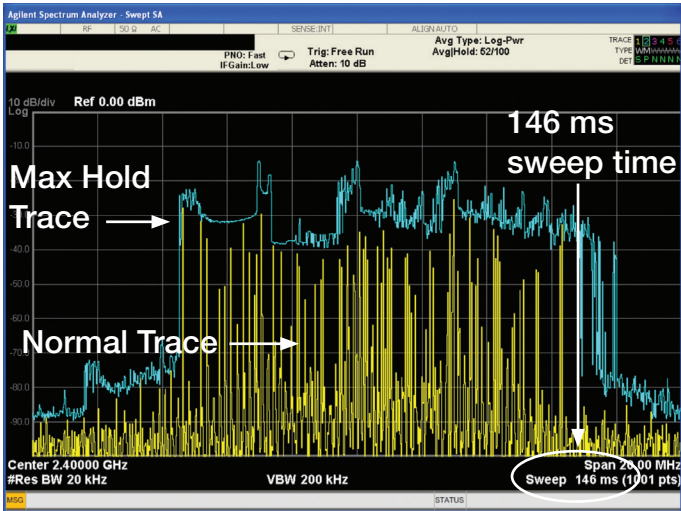 Agilent Spectrum Analyzer - Swept SA
RF 50 Ω AC SENSE:INT ALIGN AUTO
PNO: Fast Trig: Free Run Avg Type: Log-Pwr TRACE 1 2 3 4 5 6
IFGain:Low Atten: 10 dB Avg|Hold: 52/100 TYPE
DET S P N N N
10 dB/div Ref 0.00 dBm
Log
146 ms
sweep time
-10.0
Max Hold
Trace
-40.0
-50.0
-60.0
Normal Trace
-80.0
-90.0
Center 2.40000 GHz Span 20.00 MHz
#Res BW 20 kHz VBW 200 kHz Sweep 146 ms (1001 pts)
MSG STATUS